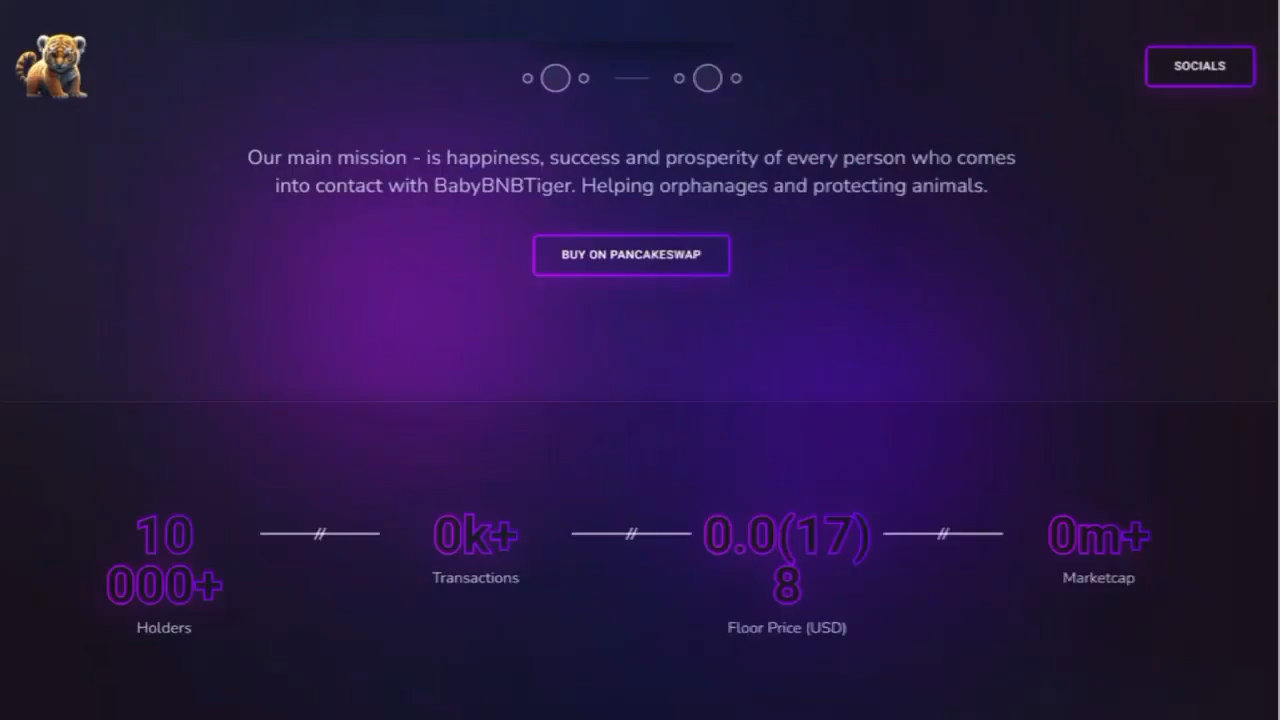 SOCIALS
Our main mission - is happiness, success and prosperity of every person who comes
into contact with BabyBNBTiger. Helping orphanages and protecting animals.
BUY ON PANCAKESWAP
10
000+
Holders
0k+
Transactions
0.0(17)
8
Floor Price (USD)
0m+
Marketcap